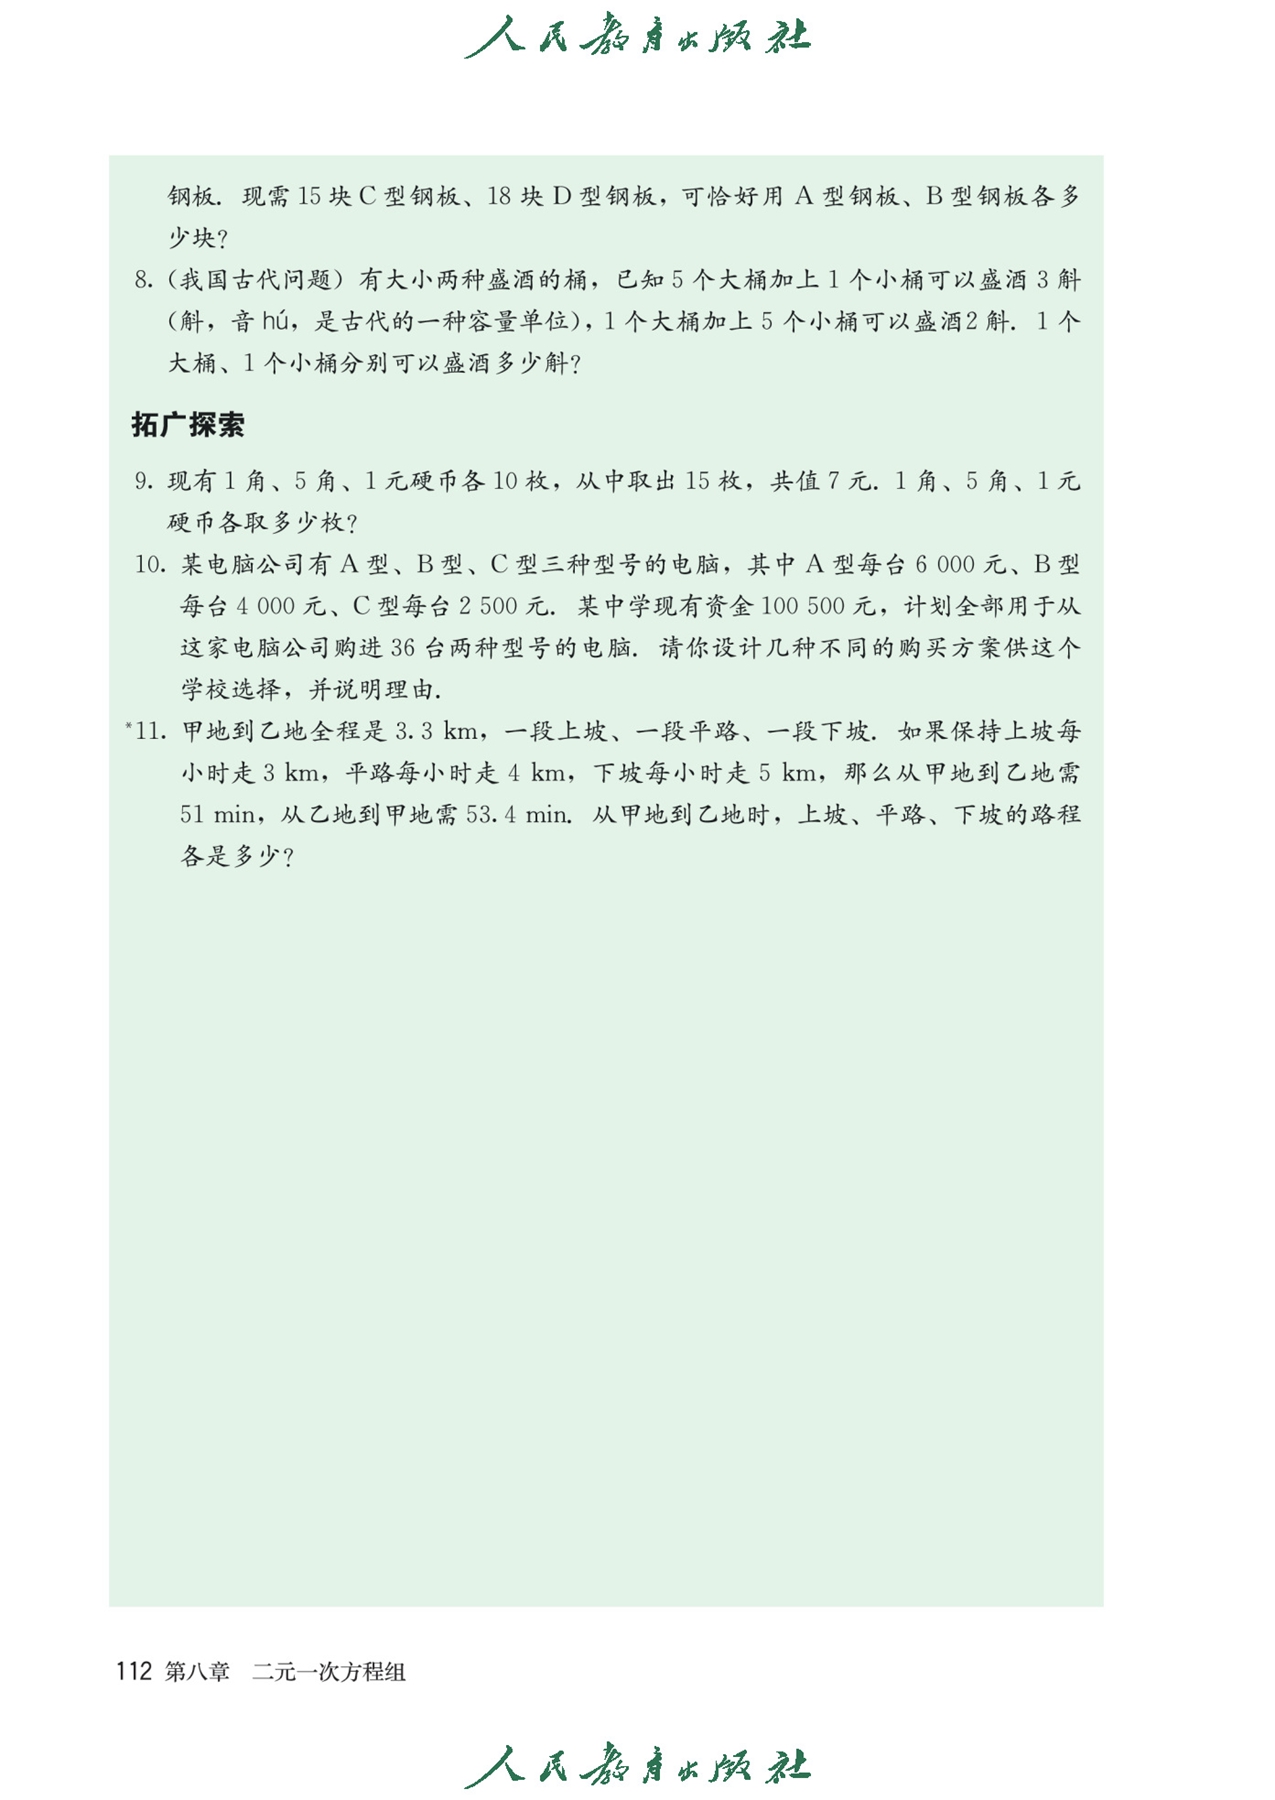 人民教育出版社
钢板. 现需 15 块 C 型钢板、18 块 D 型钢板，可恰好用 A 型钢板、B 型钢板各多
少块?
8. (我国古代问题) 有大小两种盛酒的桶，已知 5 个大桶加上 1 个小桶可以盛酒 3 斛
(斛，音 hú，是古代的一种容量单位)，1 个大桶加上 5 个小桶可以盛酒2 斛. 1 个
大桶、1 个小桶分别可以盛酒多少斛?
拓广探索
9. 现有 1 角、5 角、1 元硬币各 10 枚，从中取出 15 枚，共值 7 元. 1 角、5 角、1 元
硬币各取多少枚?
10. 某电脑公司有 A 型、B 型、C 型三种型号的电脑，其中 A 型每台 6 000 元、B 型
每台 4 000 元、C 型每台 2 500 元. 某中学现有资金 100 500 元，计划全部用于从
这家电脑公司购进 36 台两种型号的电脑. 请你设计几种不同的购买方案供这个
学校选择，并说明理由.
*11. 甲地到乙地全程是 3.3 km，一段上坡、一段平路、一段下坡. 如果保持上坡每
小时走 3 km，平路每小时走 4 km，下坡每小时走 5 km，那么从甲地到乙地需
51 min，从乙地到甲地需 53.4 min. 从甲地到乙地时，上坡、平路、下坡的路程
各是多少?
112 第八章 二元一次方程组
人民教育出版社